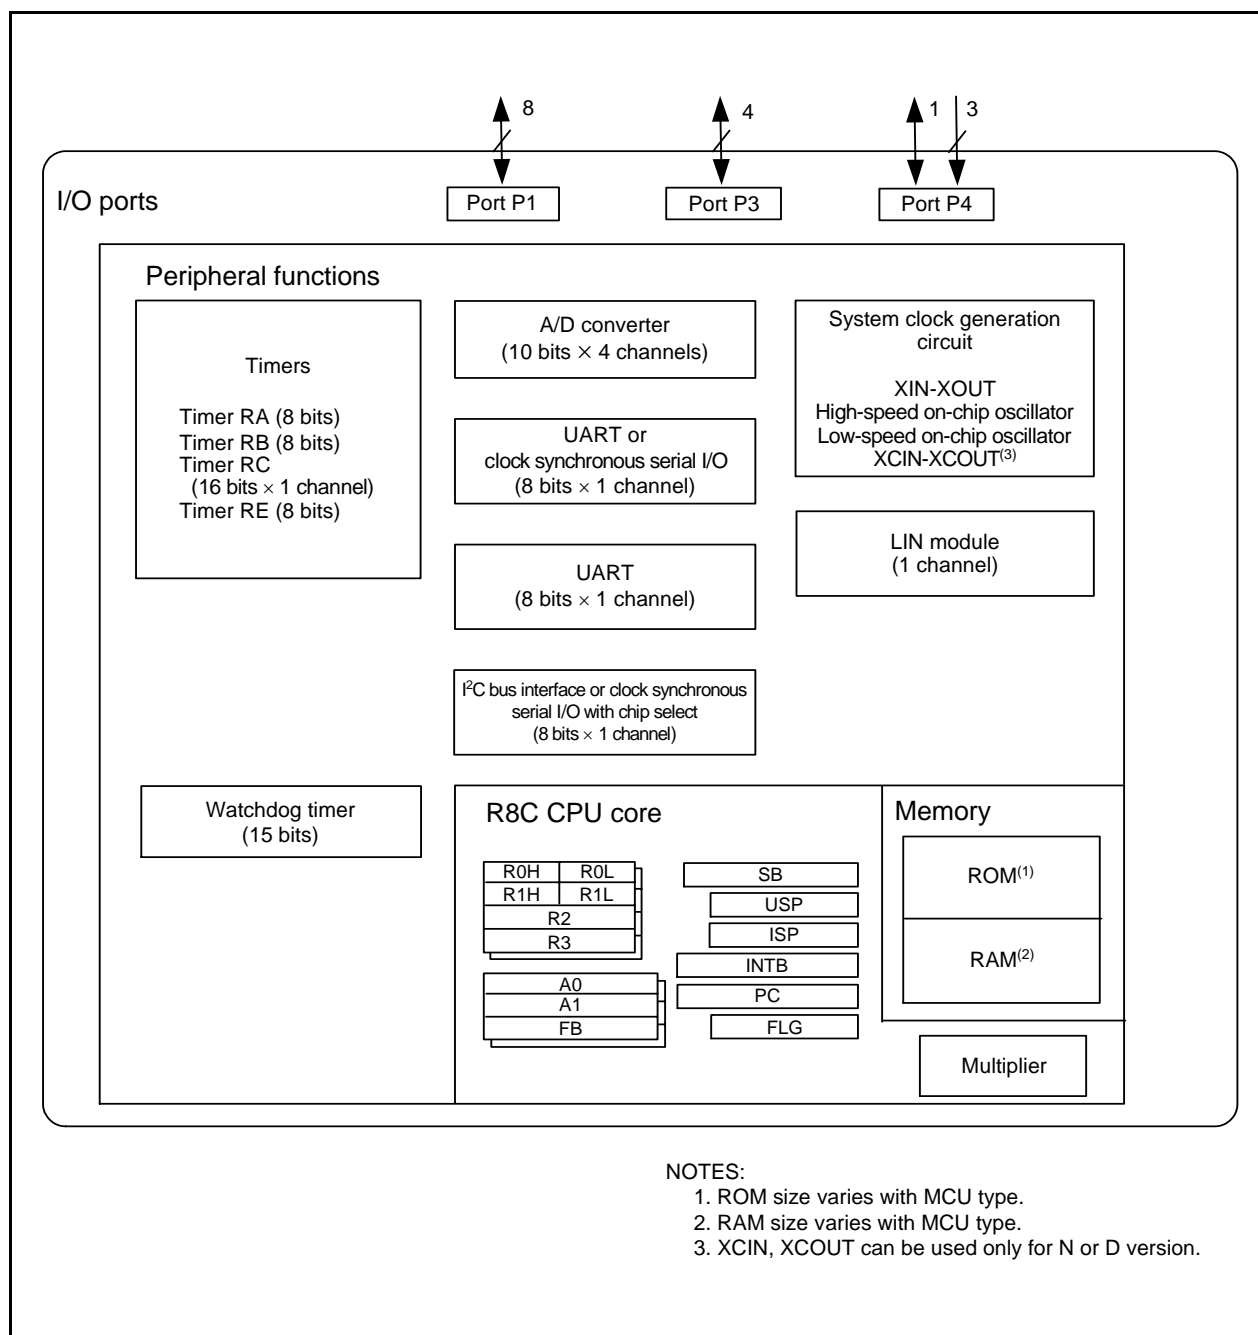 8
4
1
3
I/O ports
Port P1
Port P3
Port P4
Peripheral functions
Timers
Timer RA (8 bits)
Timer RB (8 bits)
Timer RC
(16 bits × 1 channel)
Timer RE (8 bits)
A/D converter
(10 bits × 4 channels)
UART or
clock synchronous serial I/O
(8 bits × 1 channel)
UART
(8 bits × 1 channel)
I²C bus interface or clock synchronous
serial I/O with chip select
(8 bits × 1 channel)
System clock generation
circuit
XIN-XOUT
High-speed on-chip oscillator
Low-speed on-chip oscillator
XCIN-XCOUT(3)
LIN module
(1 channel)
Watchdog timer
(15 bits)
R8C CPU core
R0H
R0L
R1H
R1L
R2
R3
A0
A1
FB
SB
USP
ISP
INTB
PC
FLG
Memory
ROM(1)
RAM(2)
Multiplier
NOTES:
1. ROM size varies with MCU type.
2. RAM size varies with MCU type.
3. XCIN, XCOUT can be used only for N or D version.